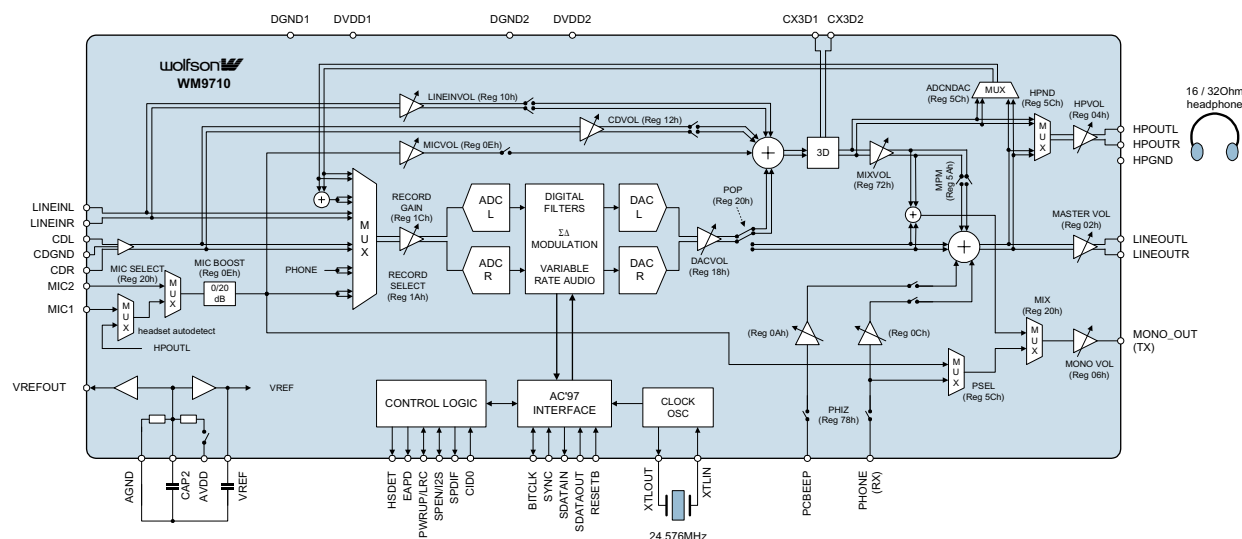 DGND1
DVDD1
DGND2
DVDD2
CX3D1
CX3D2
wolfson
WM9710
LINEINVOL (Reg 10h)
CDVOL (Reg 12h)
MICVOL (Reg 0Eh)
ADCNDAC
(Reg 5Ch)
MUX
HPND
(Reg 5Ch)
MUX
HPVOL
(Reg 04h)
16 / 32Ohm
headphone
HPOUTL
HPOUTR
HPGND
3D
MIXVOL
(Reg 72h)
MPM
(Reg 5Ah)
+
+
+
+
LINEINL
LINEINR
CDL
CDGND
CDR
MIC2
MIC1
MIC SELECT
(Reg 20h)
MIC BOOST
(Reg 0Eh)
MUX
MUX
0/20
dB
headset autodetect
HPOUTL
PHONE
MUX
RECORD
GAIN
(Reg 1Ch)
RECORD
SELECT
(Reg 1Ah)
ADC
L
ADC
R
DIGITAL
FILTERS
ΣΔ
MODULATION
VARIABLE
RATE AUDIO
DAC
L
DAC
R
POP
(Reg 20h)
DACVOL
(Reg 18h)
MASTER VOL
(Reg 02h)
LINEOUTL
LINEOUTR
(Reg 0Ah)
(Reg 0Ch)
MIX
(Reg 20h)
MUX
MUX
PSEL
(Reg 5Ch)
MONO VOL
(Reg 06h)
MONO_OUT
(TX)
VREFOUT
VREF
CONTROL LOGIC
AC'97
INTERFACE
CLOCK
OSC
PHIZ
(Reg 78h)
AGND
CAP2
AVDD
VREF
HSDET
EAPD
PWRUP/LRC
SPEN/I2S
SPDIF
CID0
BITCLK
SYNC
SDATAIN
SDATAOUT
RESETB
XTLOUT
XTLIN
24.576MHz
PCBEEP
PHONE
(RX)